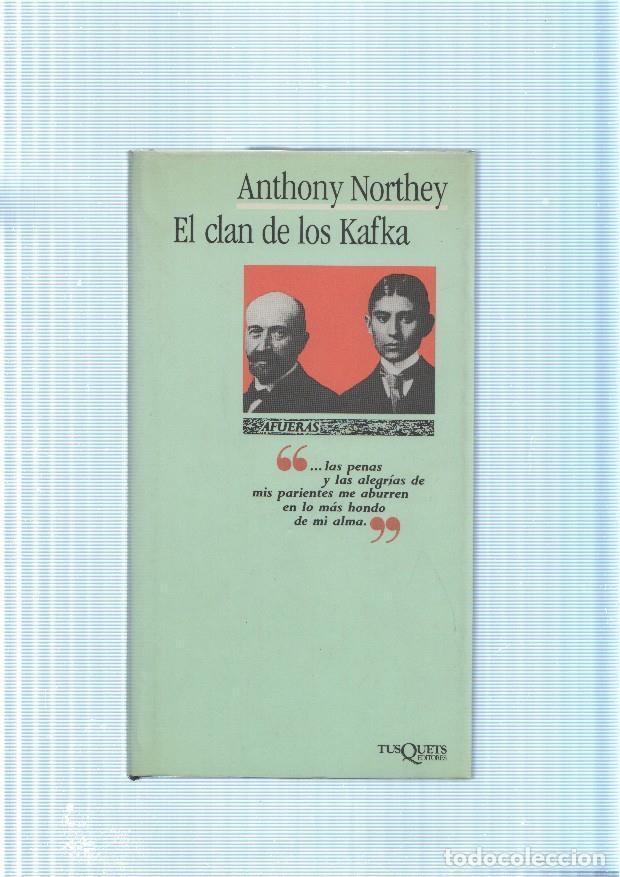 Anthony Northey
El clan de los Kafka
AFUERAS
“...las penas
y las alegrías de
mis parientes me aburren
en lo más hondo
de mi alma.”
TUSQUETS
EDITORES
todocoleccion